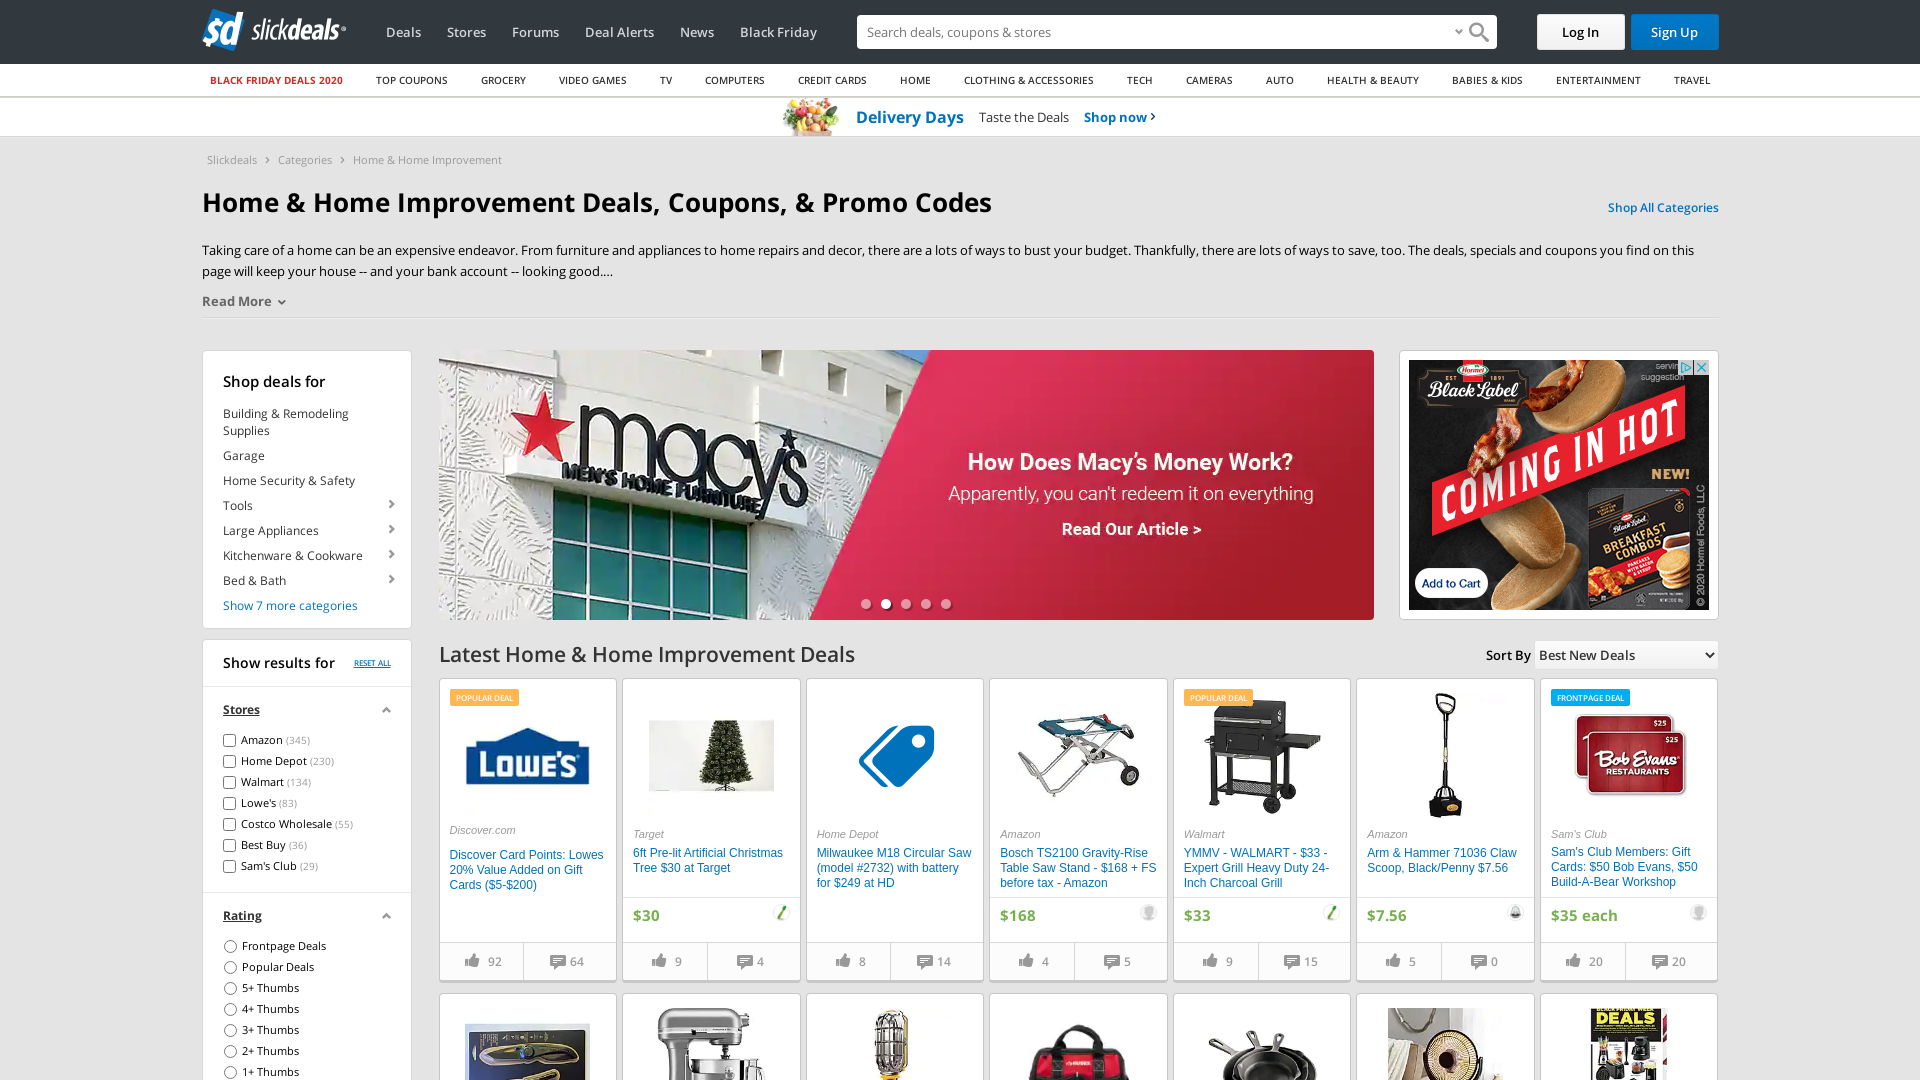 sd slickdeals
Deals
Stores
Forums
Deal Alerts
News
Black Friday
Search deals, coupons & stores
Log In
Sign Up
BLACK FRIDAY DEALS 2020
TOP COUPONS
GROCERY
VIDEO GAMES
TV
COMPUTERS
CREDIT CARDS
HOME
CLOTHING & ACCESSORIES
TECH
CAMERAS
AUTO
HEALTH & BEAUTY
BABIES & KIDS
ENTERTAINMENT
TRAVEL
Delivery Days Taste the Deals Shop now
Slickdeals > Categories > Home & Home Improvement
Home & Home Improvement Deals, Coupons, & Promo Codes
Shop All Categories
Taking care of a home can be an expensive endeavor. From furniture and appliances to home repairs and decor, there are a lots of ways to bust your budget. Thankfully, there are lots of ways to save, too. The deals, specials and coupons you find on this
page will keep your house -- and your bank account -- looking good....
Read More
Shop deals for
Building & Remodeling
Supplies
Garage
Home Security & Safety
Tools
Large Appliances
Kitchenware & Cookware
Bed & Bath
Show 7 more categories
macy's
MEN'S HOME FURNITURE
How Does Macy's Money Work?
Apparently, you can't redeem it on everything
Read Our Article >
serving
suggestion
Hormel
EST 1891
Black Label
COMING IN HOT
NEW!
Black Label
BREAKFAST
COMBOS
Add to Cart
© 2020 Hormel Foods, LLC
Show results for
RESET ALL
Stores
Amazon (345)
Home Depot (230)
Walmart (134)
Lowe's (83)
Costco Wholesale (55)
Best Buy (36)
Sam's Club (29)
Rating
Frontpage Deals
Popular Deals
5+ Thumbs
4+ Thumbs
3+ Thumbs
2+ Thumbs
1+ Thumbs
Latest Home & Home Improvement Deals
Sort By
Best New Deals
POPULAR DEAL
LOWE'S
Discover.com
Discover Card Points: Lowes
20% Value Added on Gift
Cards ($5-$200)
92
64
Target
6ft Pre-lit Artificial Christmas
Tree $30 at Target
$30
9
4
Home Depot
Milwaukee M18 Circular Saw
(model #2732) with battery
for $249 at HD
8
14
Amazon
Bosch TS2100 Gravity-Rise
Table Saw Stand - $168 + FS
before tax - Amazon
$168
4
5
POPULAR DEAL
Walmart
YMMV - WALMART - $33 -
Expert Grill Heavy Duty 24-
Inch Charcoal Grill
$33
9
15
Amazon
Arm & Hammer 71036 Claw
Scoop, Black/Penny $7.56
$7.56
5
0
FRONTPAGE DEAL
$25
$25
Bob Evans
RESTAURANTS
Sam's Club
Sam's Club Members: Gift
Cards: $50 Bob Evans, $50
Build-A-Bear Workshop
$35 each
20
20
HUSKY
DEALS